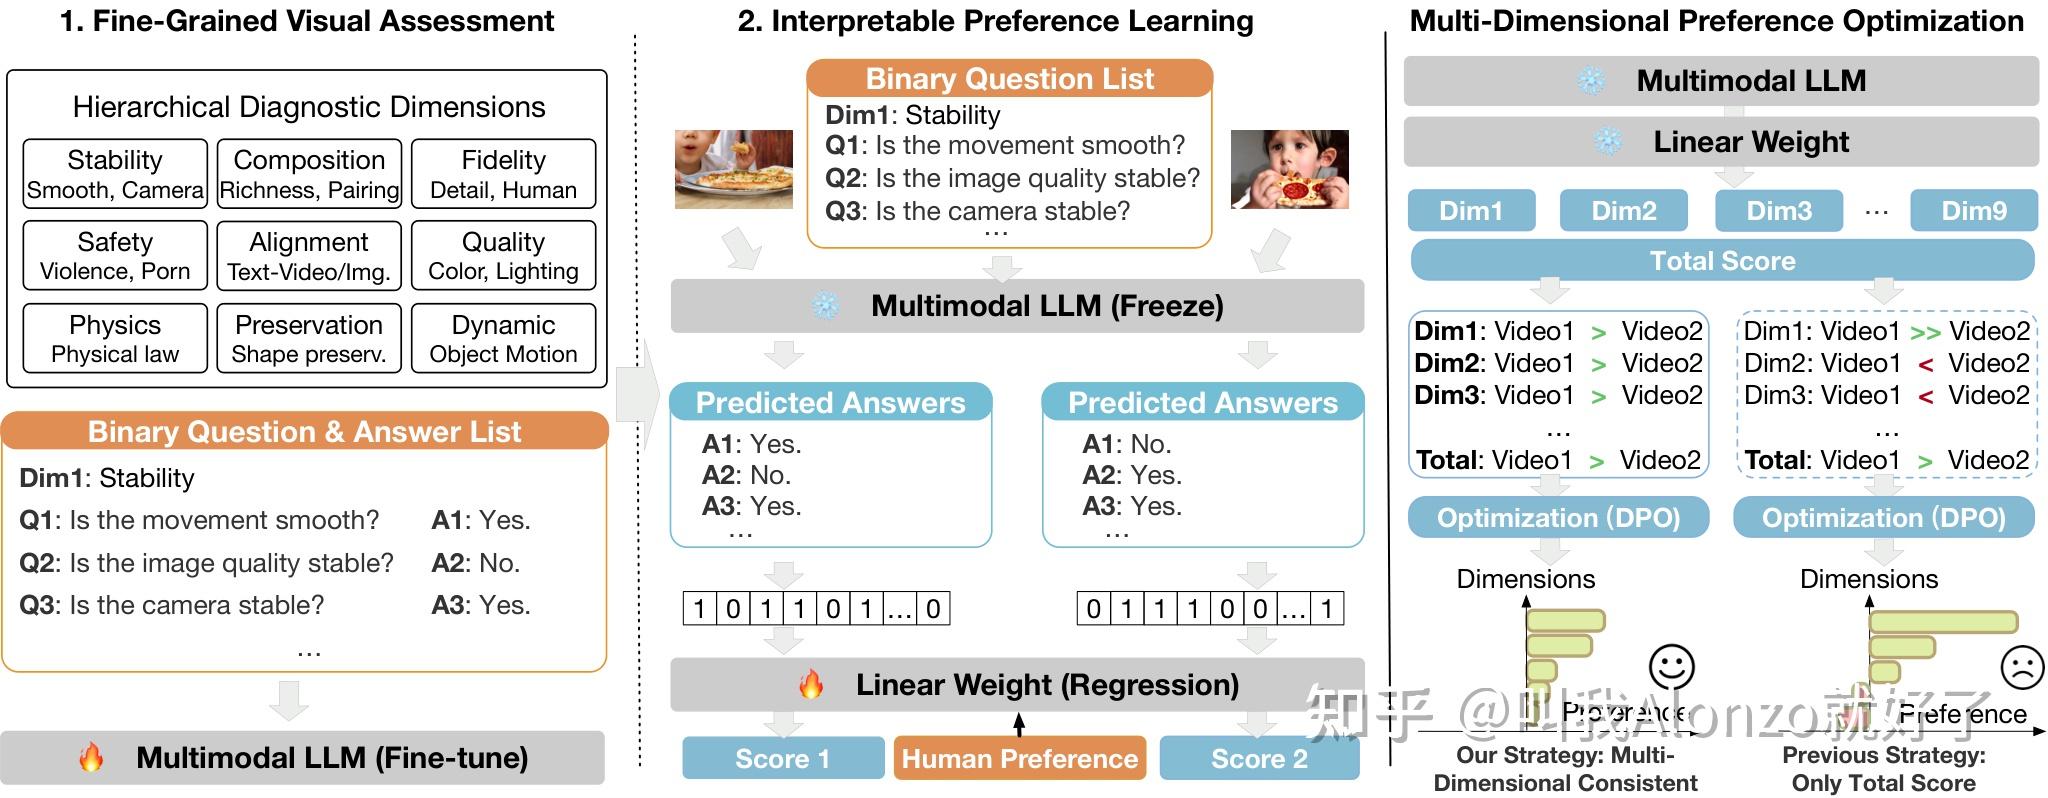 1. Fine-Grained Visual Assessment
Hierarchical Diagnostic Dimensions
Stability
Smooth, Camera
Composition
Richness, Pairing
Fidelity
Detail, Human
Safety
Violence, Porn
Alignment
Text-Video/Img.
Quality
Color, Lighting
Physics
Physical law
Preservation
Shape preserv.
Dynamic
Object Motion
Binary Question & Answer List
Dim1: Stability
Q1: Is the movement smooth? A1: Yes.
Q2: Is the image quality stable? A2: No.
Q3: Is the camera stable? A3: Yes.
...
Multimodal LLM (Fine-tune)
2. Interpretable Preference Learning
Binary Question List
Dim1: Stability
Q1: Is the movement smooth?
Q2: Is the image quality stable?
Q3: Is the camera stable?
...
Multimodal LLM (Freeze)
Predicted Answers
A1: Yes.
A2: No.
A3: Yes.
...
Predicted Answers
A1: No.
A2: Yes.
A3: Yes.
...
1 0 1 1 0 1 ... 0
0 1 1 1 0 0 ... 1
Linear Weight (Regression)
Score 1
Human Preference
Score 2
Multi-Dimensional Preference Optimization
Multimodal LLM
Linear Weight
Dim1 Dim2 Dim3 ... Dim9
Total Score
Dim1: Video1 > Video2
Dim2: Video1 > Video2
Dim3: Video1 > Video2
...
Total: Video1 > Video2
Optimization (DPO)
Dimensions
Preference
Our Strategy: Multi-
Dimensional Consistent
Dim1: Video1 >> Video2
Dim2: Video1 < Video2
Dim3: Video1 < Video2
...
Total: Video1 > Video2
Optimization (DPO)
Dimensions
Preference
Previous Strategy:
Only Total Score
知乎 @叫我Alonzo就好了